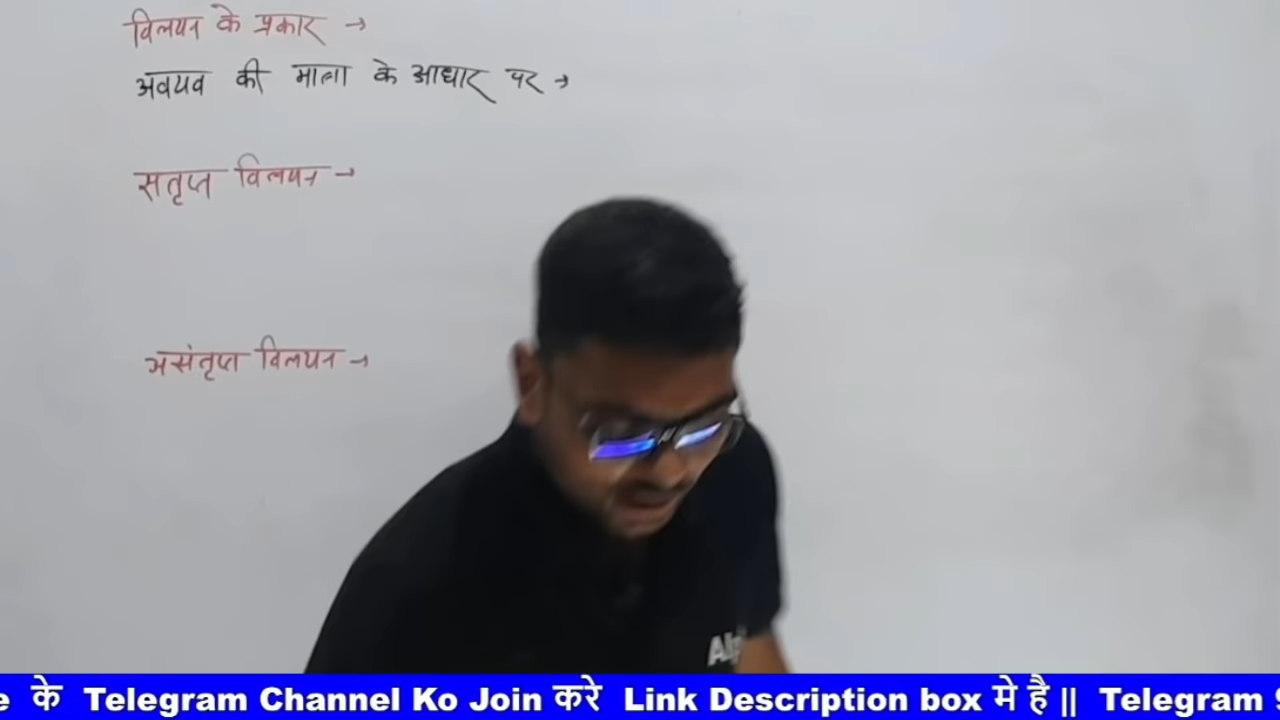 विलयन के प्रकार →
अवयव की मात्रा के आधार पर →
सतृप्त विलयन →
असंतृप्त विलयन →
के Telegram Channel Ko Join करे Link Description box मे है || Telegram